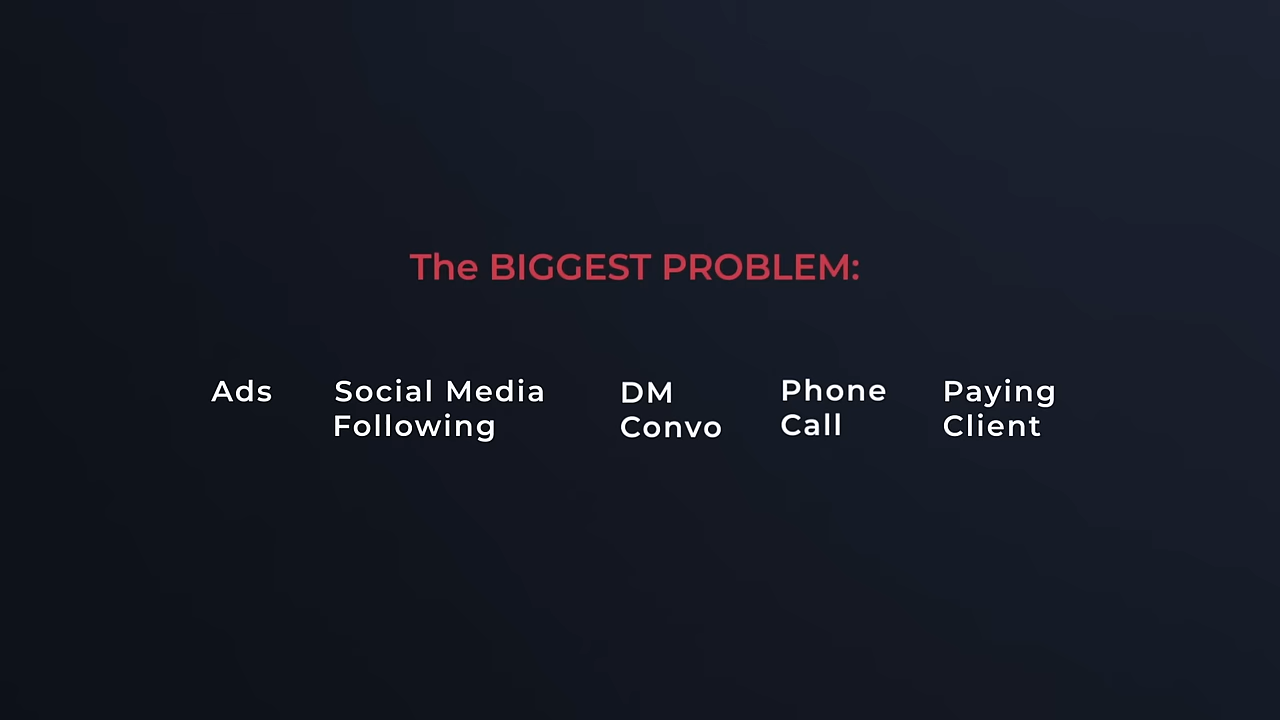 The BIGGEST PROBLEM:
Ads
Social Media
Following
DM
Convo
Phone
Call
Paying
Client